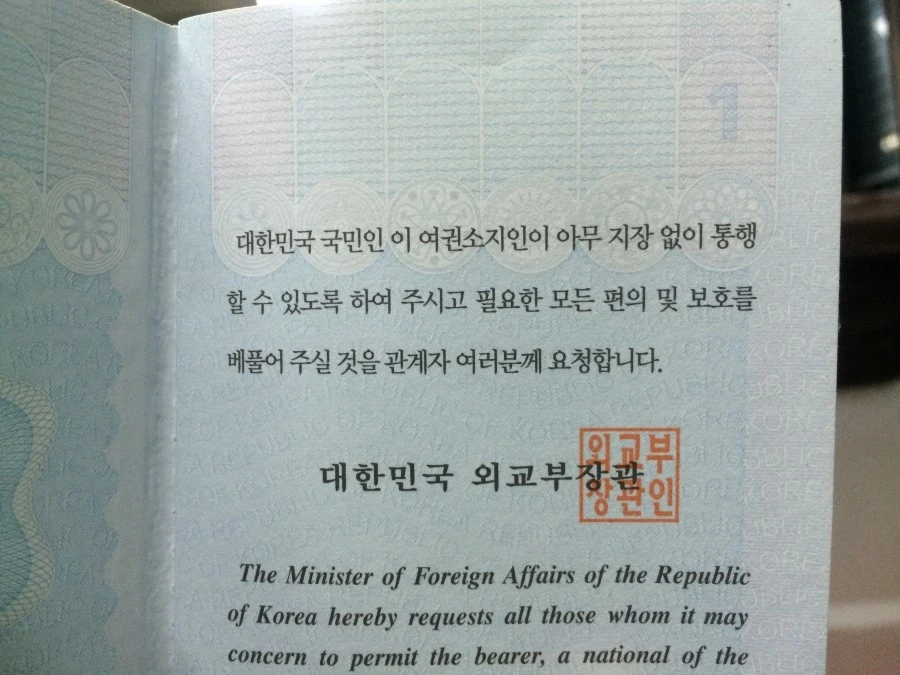 1
대한민국 국민인 이 여권소지인이 아무 지장 없이 통행
할 수 있도록 하여 주시고 필요한 모든 편의 및 보호를
베풀어 주실 것을 관계자 여러분께 요청합니다.
대한민국 외교부장관
외교부
장관인
The Minister of Foreign Affairs of the Republic
of Korea hereby requests all those whom it may
concern to permit the bearer, a national of the